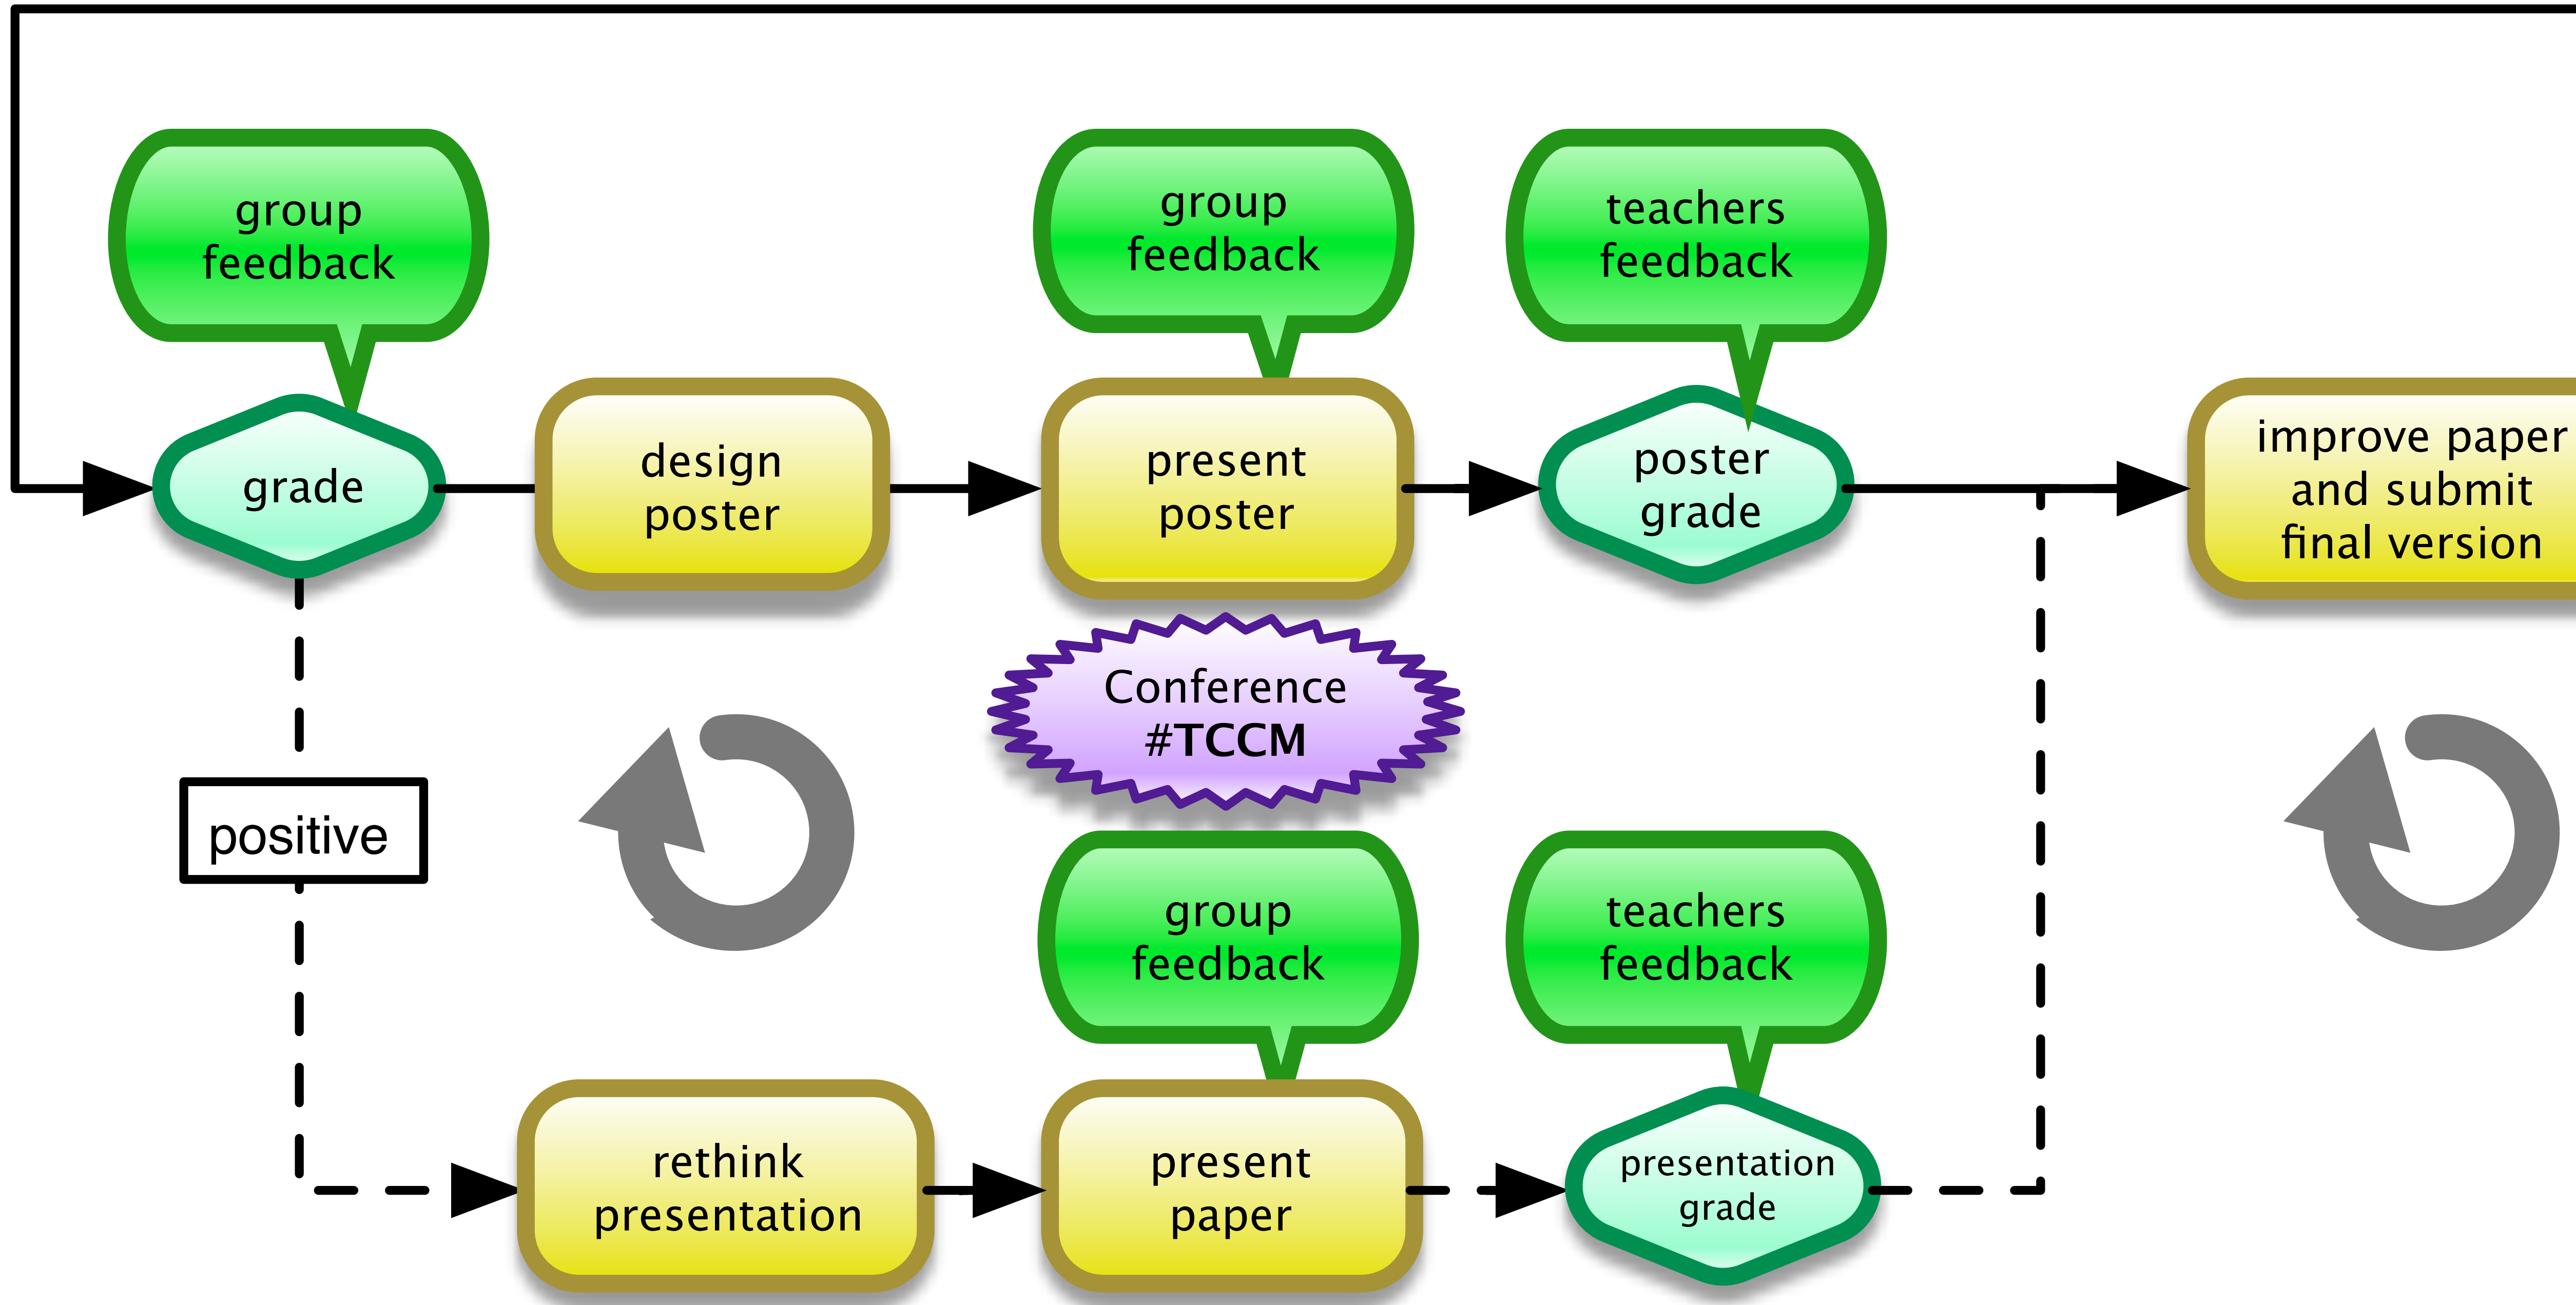 group
feedback
group
feedback
teachers
feedback
grade
design
poster
present
poster
poster
grade
improve paper
and submit
final version
Conference
#TCCM
positive
group
feedback
teachers
feedback
rethink
presentation
present
paper
presentation
grade